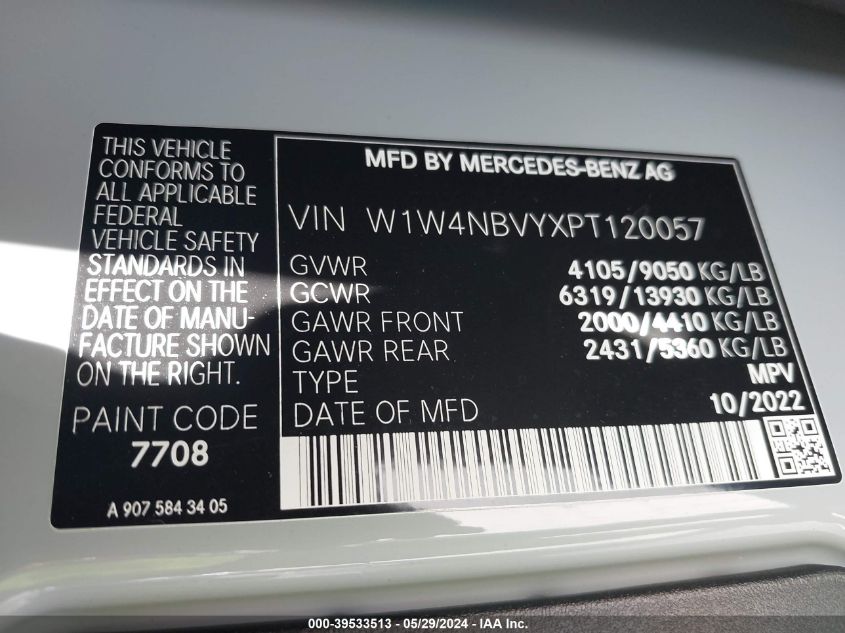 THIS VEHICLE
CONFORMS TO
ALL APPLICABLE
FEDERAL
VEHICLE SAFETY
STANDARDS IN
EFFECT ON THE
DATE OF MANU-
FACTURE SHOWN
ON THE RIGHT.
PAINT CODE
7708
A 907 584 34 05
MFD BY MERCEDES-BENZ AG
VIN W1W4NBVYXPT120057
GVWR 4105/9050 KG/LB
GCWR 6319/13930 KG/LB
GAWR FRONT 2000/4410 KG/LB
GAWR REAR 2431/5360 KG/LB
TYPE MPV
DATE OF MFD 10/2022
000-39533513 - 05/29/2024 - IAA Inc.